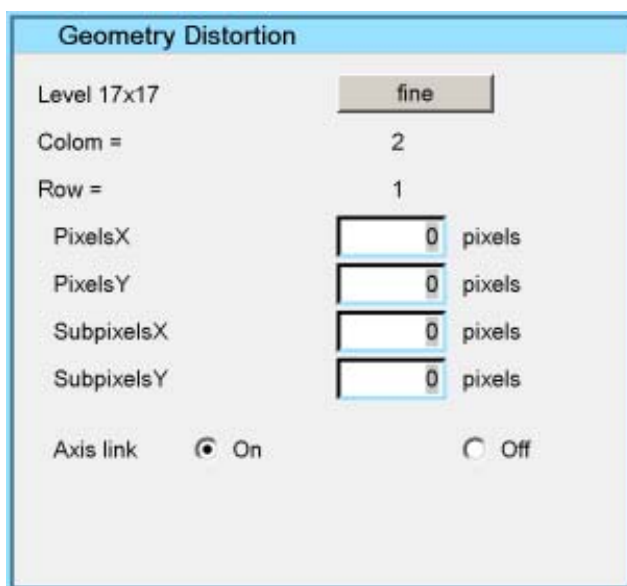 Geometry Distortion
Level 17x17 fine
Colom = 2
Row = 1
PixelsX 0 pixels
PixelsY 0 pixels
SubpixelsX 0 pixels
SubpixelsY 0 pixels
Axis link On Off